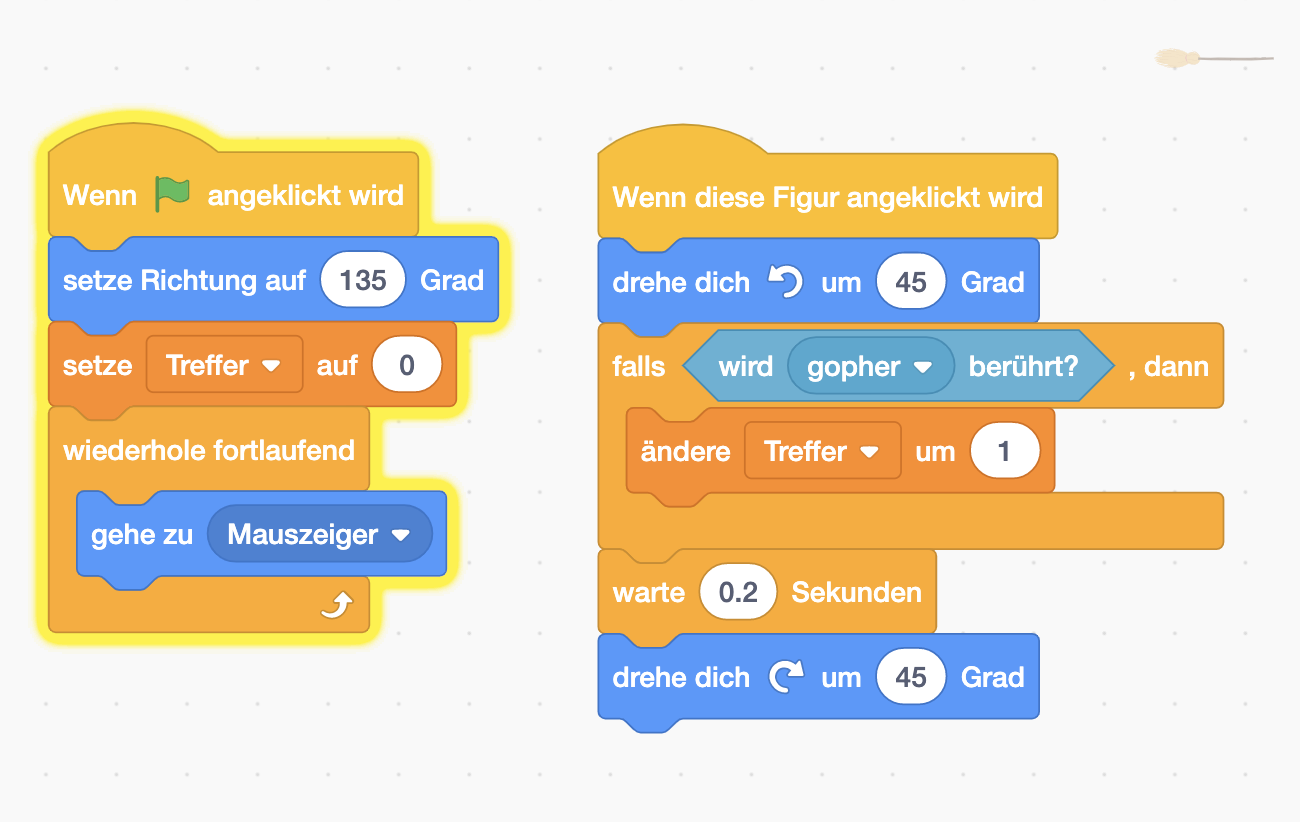 Wenn angeklickt wird
setze Richtung auf 135 Grad
setze Treffer auf 0
wiederhole fortlaufend
gehe zu Mauszeiger
Wenn diese Figur angeklickt wird
drehe dich um 45 Grad
falls wird gopher berührt? , dann
ändere Treffer um 1
warte 0.2 Sekunden
drehe dich um 45 Grad